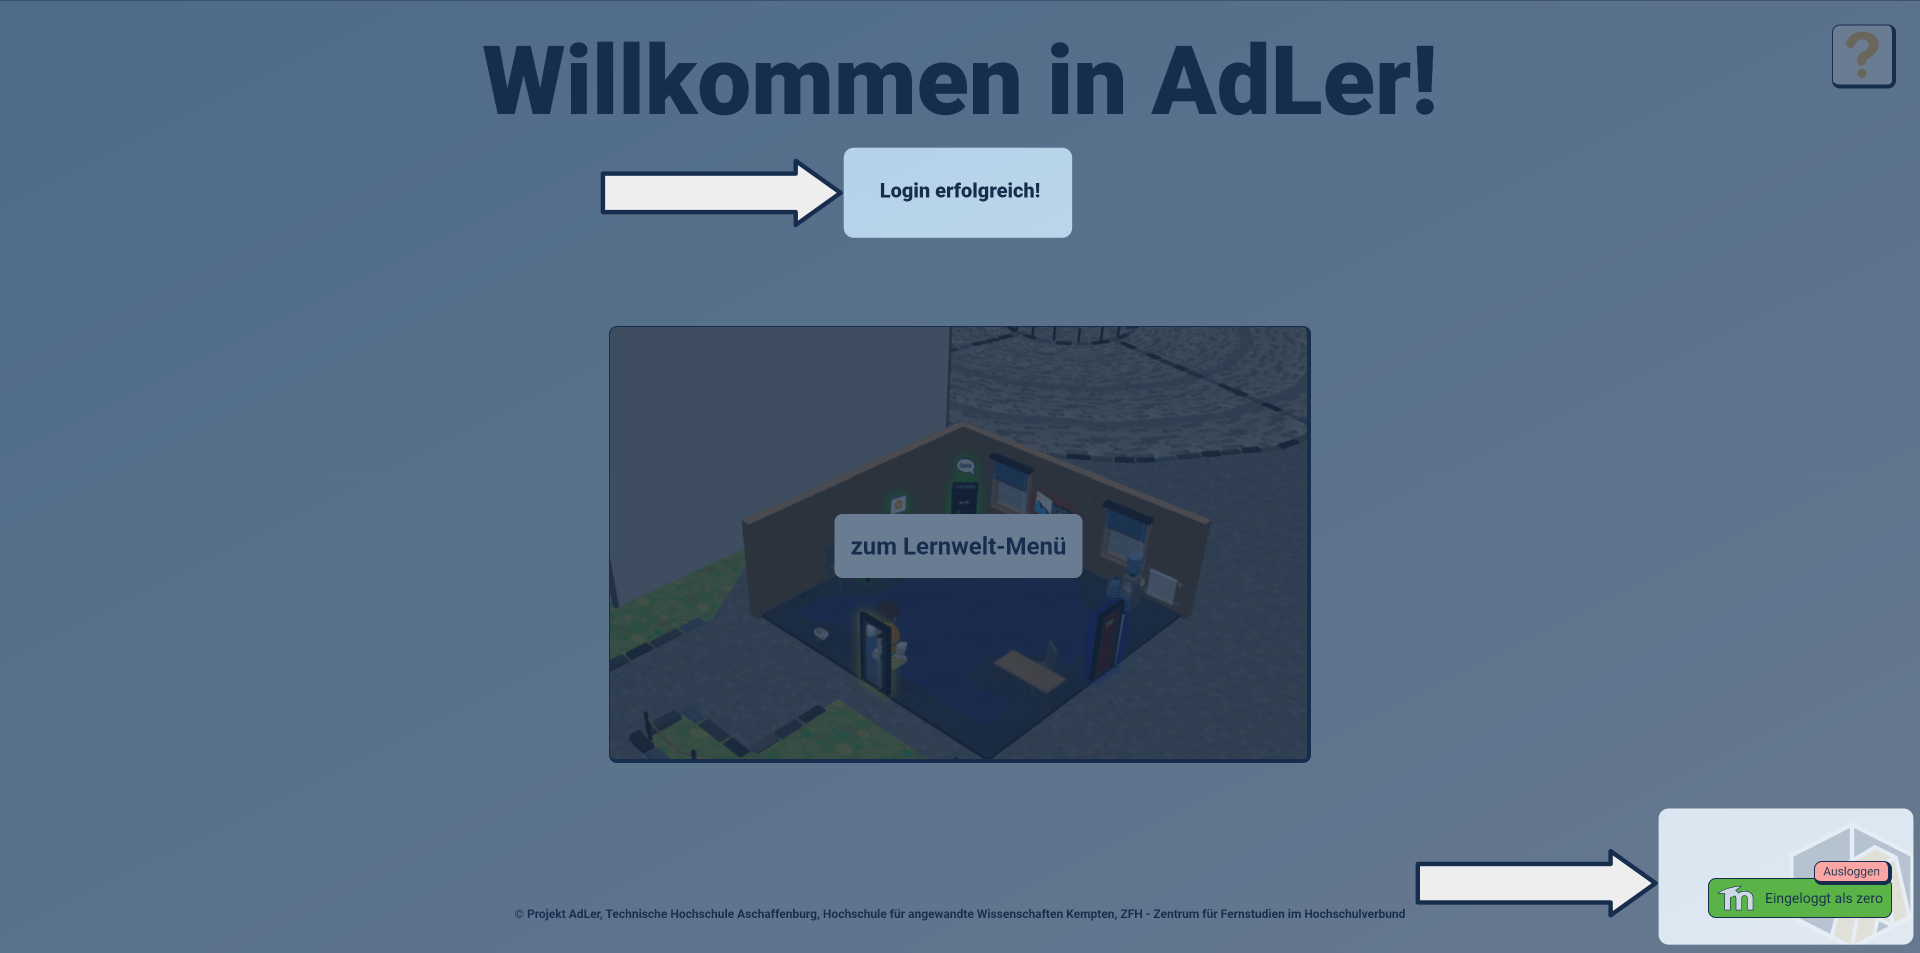 Willkommen in AdLer!
?
Login erfolgreich!
zum Lernwelt-Menü
Ausloggen
Eingeloggt als zero
© Projekt AdLer, Technische Hochschule Aschaffenburg, Hochschule für angewandte Wissenschaften Kempten, ZFH - Zentrum für Fernstudien im Hochschulverbund